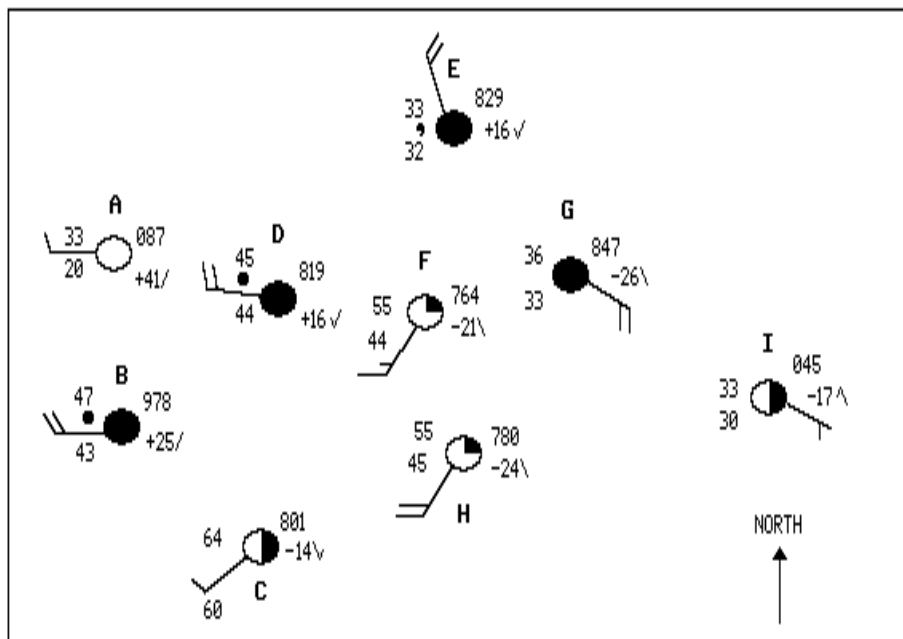 E
33 829
+16
32
A
33 087
20 +41/
D
45 819
44 +16
G
36 847
33 -26\
F
55 764
44 -21\
I
33 045
30 -17
B
47 978
43 +25/
55 780
45 -24\
H
64 801
-14
60 C
NORTH